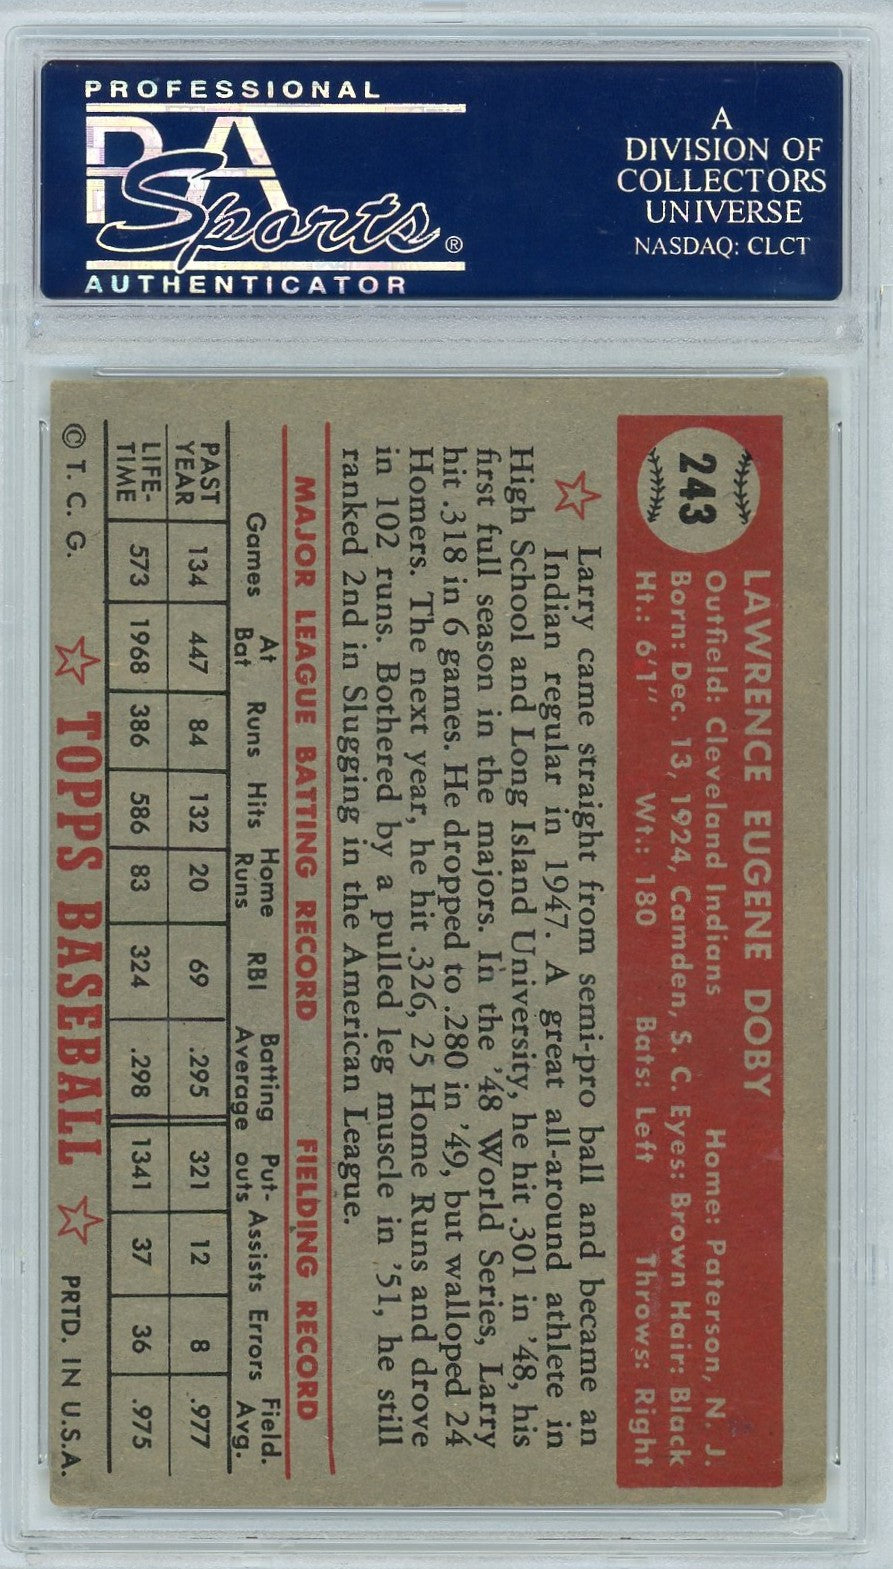 PROFESSIONAL
PSA
Sports®
AUTHENTICATOR
A
DIVISION OF
COLLECTORS
UNIVERSE
NASDAQ: CLCT
243
LAWRENCE EUGENE DOBY
Outfield: Cleveland Indians Home: Paterson, N. J.
Born: Dec. 13, 1924, Camden, S. C. Eyes: Brown Hair: Black
Ht.: 6'1" Wt.: 180 Bats: Left Throws: Right
Larry came straight from semi-pro ball and became an
Indian regular in 1947. A great all-around athlete in
High School and Long Island University, he hit .301 in '48, his
first full season in the majors. In the '48 World Series, Larry
hit .318 in 6 games. He dropped to .280 in '49, but walloped 24
Homers. The next year, he hit .326, 25 Home Runs and drove
in 102 runs. Bothered by a pulled leg muscle in '51, he still
ranked 2nd in Slugging in the American League.
MAJOR LEAGUE BATTING RECORD FIELDING RECORD
Games At Bat Runs Hits Home Runs RBI Batting Average Put-outs Assists Errors Field. Avg.
PAST YEAR 134 447 84 132 20 69 .295 321 12 8 .977
LIFE-TIME 573 1968 386 586 83 324 .298 1341 37 36 .975
© T. C. G. TOPPS BASEBALL PRTD. IN U.S.A.